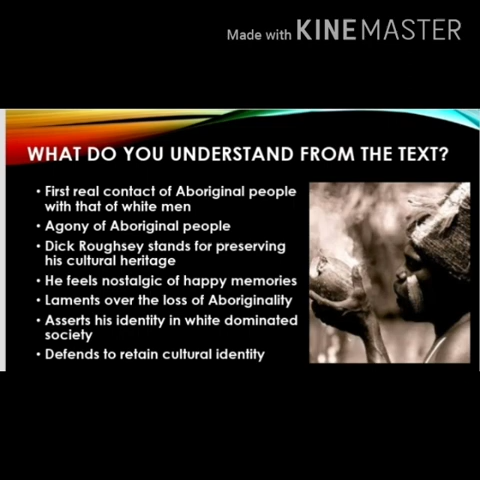 Made with KINEMASTER
WHAT DO YOU UNDERSTAND FROM THE TEXT?
• First real contact of Aboriginal people
with that of white men
• Agony of Aboriginal people
• Dick Roughsey stands for preserving
his cultural heritage
• He feels nostalgic of happy memories
• Laments over the loss of Aboriginality
• Asserts his identity in white dominated
society
• Defends to retain cultural identity